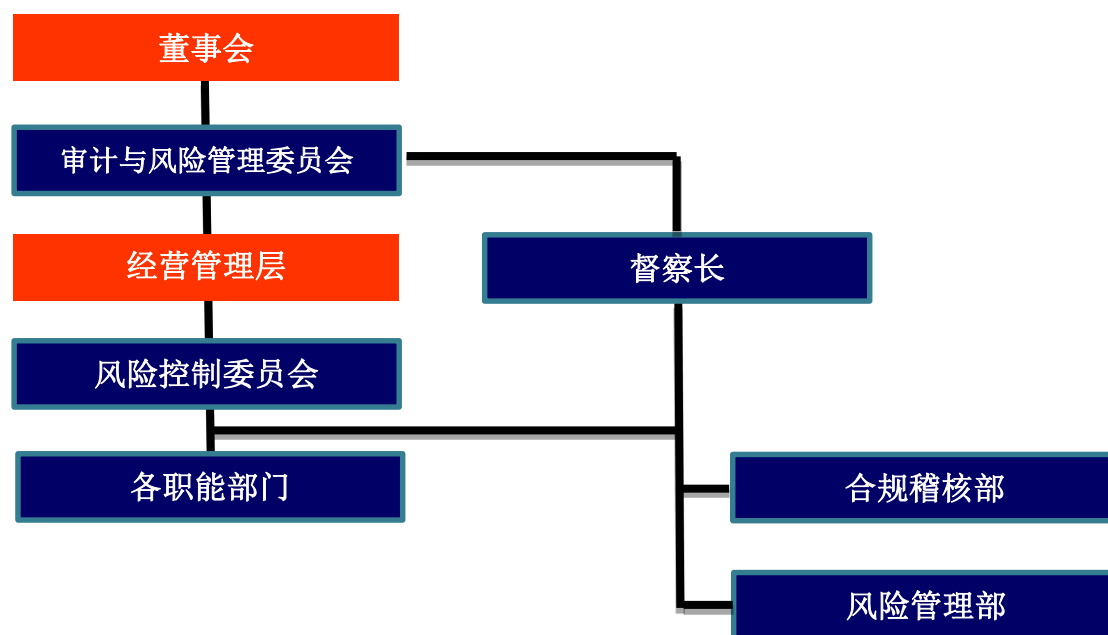 董事会
审计与风险管理委员会
经营管理层
督察长
风险控制委员会
各职能部门
合规稽核部
风险管理部